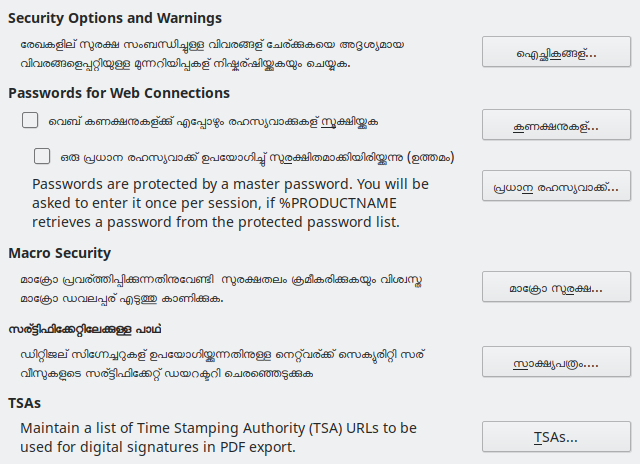 Security Options and Warnings
രേഖകളില് സുരക്ഷ സംബന്ധിച്ചുള്ള വിവരങ്ങള് ചേര്ക്കുകയെ അദൃശ്യമായ
ഐച്ഛികങ്ങള്...
വിവരങ്ങളെപ്പറ്റിയുള്ള മുന്നറിയിപ്പുകള് നിഷ്കര്ഷിയ്ക്കുകയും ചെയ്യുക.
Passwords for Web Connections
വെബ് കണക്ഷനുകള്ക്കു് എപ്പോഴും രഹസ്യവാക്കുകള് സൂക്ഷിയ്ക്കുക
കണക്ഷനുകള്...
ഒരു പ്രധാന രഹസ്യവാക്ക് ഉപയോഗിച്ചു് സുരക്ഷിതമാക്കിയിരിയ്ക്കുന്നു (ഉത്തമം)
Passwords are protected by a master password. You will be
പ്രധാന രഹസ്യവാക്ക്...
asked to enter it once per session, if %PRODUCTNAME
retrieves a password from the protected password list.
Macro Security
മാക്രോ പ്രവര്ത്തിപ്പിക്കുന്നതിനുവേണ്ടി സുരക്ഷതലം ക്രമീകരിക്കുകയും വിശ്വസ്ത
മാക്രോ സുരക്ഷ...
മാക്രോ ഡവലപ്പര് എടുത്തു കാണിക്കുക.
സര്ട്ടിഫിക്കേറ്റിലേക്കുള്ള പാഥ്
ഡിറ്റിജല് സിഗ്നേച്ചറുകള് ഉപയോഗിയ്ക്കുന്നതിനുള്ള നെറ്റ്‌വര്ക്ക് സെക്യുരിറ്റി സര്
സാക്ഷ്യപത്രം....
വീസുകളുടെ സര്ട്ടിഫിക്കേറ്റ് ഡയറക്ടറി ചെരഞ്ഞെടുക്കുക
TSAs
Maintain a list of Time Stamping Authority (TSA) URLs to be
TSAs...
used for digital signatures in PDF export.